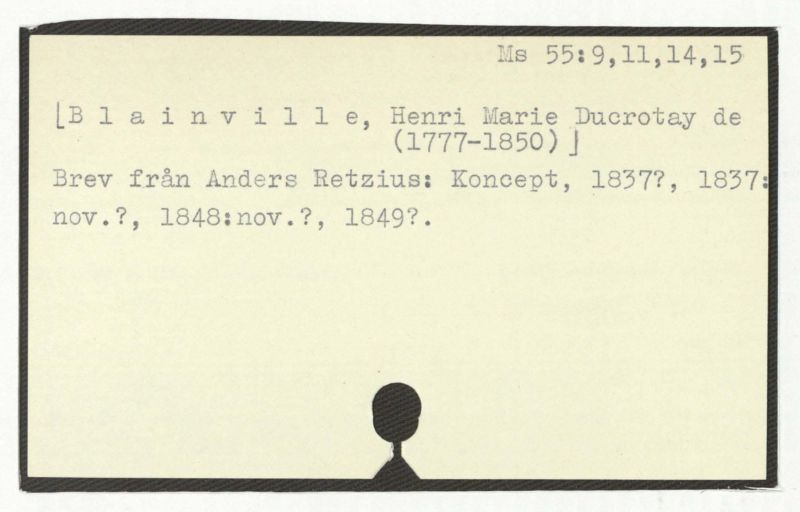 Ms 55:9,11,14,15
[B l a i n v i l l e, Henri Marie Ducrotay de
(1777-1850)]
Brev från Anders Retzius: Koncept, 1837?, 1837:
nov.?, 1848:nov.?, 1849?.